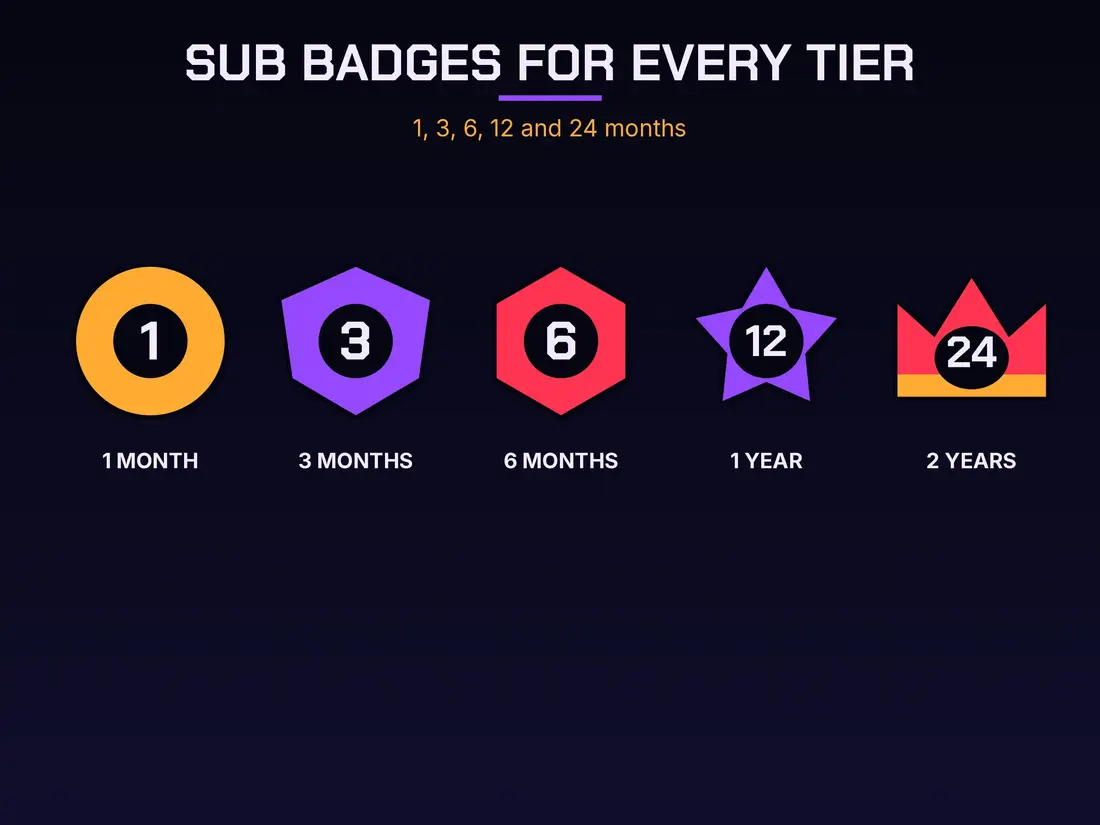 SUB BADGES FOR EVERY TIER
1, 3, 6, 12 and 24 months
1 3 6 12 24
1 MONTH 3 MONTHS 6 MONTHS 1 YEAR 2 YEARS